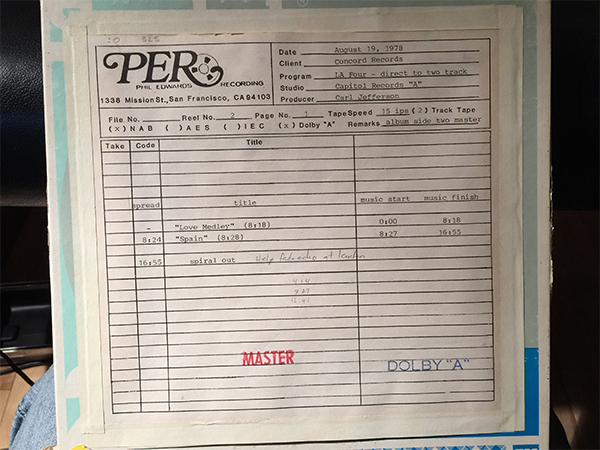 PER
PHIL EDWARDS RECORDING
1338 Mission St., San Francisco, CA 94103
Date August 19, 1978
Client Concord Records
Program LA Four - direct to two track
Studio Capitol Records "A"
Producer Carl Jefferson
File No. Reel No. 2 Page No. 1 Tape Speed 15 ips (2) Track Tape
(x) NAB ( ) AES ( ) IEC (x) Dolby "A" Remarks album side two master
Take Code Title
spread title music start music finish
- "Love Medley" (8:18) 0:00 8:18
8:24 "Spain" (8:28) 8:27 16:55
16:55 spiral out Help fade echo at
MASTER
DOLBY "A"